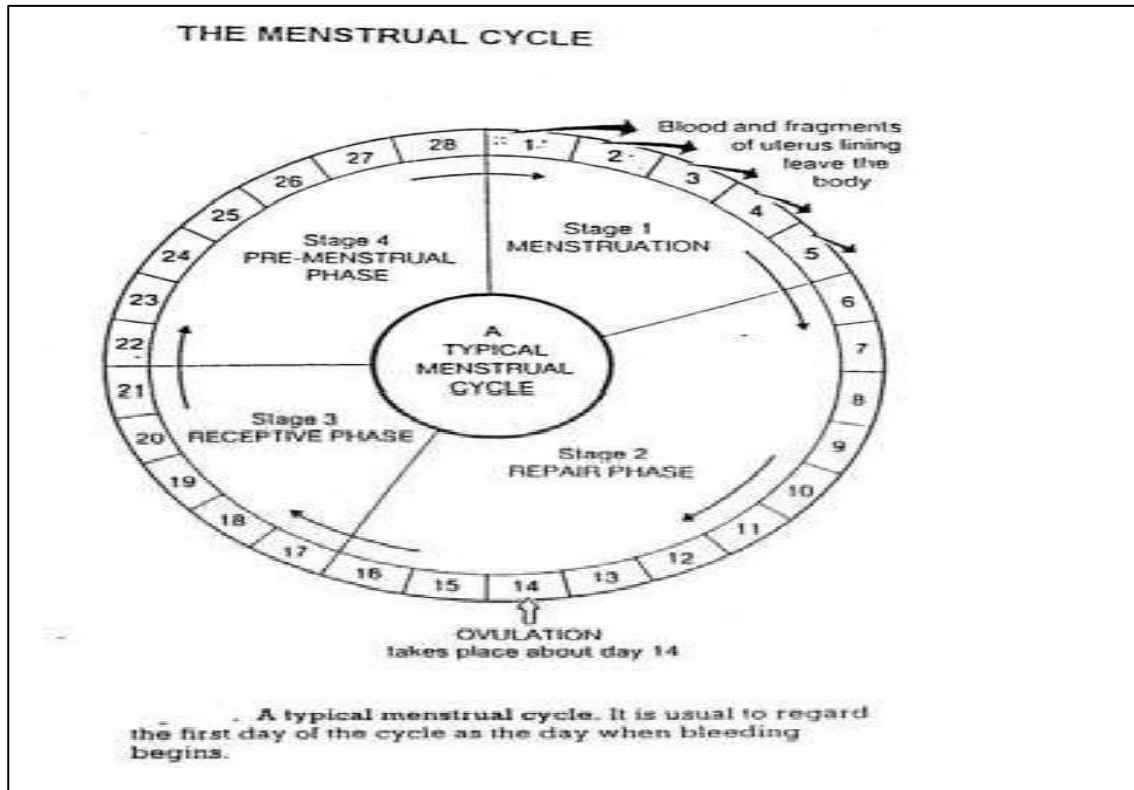 THE MENSTRUAL CYCLE
Blood and fragments
of uterus lining
leave the
body
1
2
3
4
5
6
7
8
9
10
11
12
13
14
15
16
17
18
19
20
21
22
23
24
25
26
27
28
Stage 1
MENSTRUATION
Stage 2
REPAIR PHASE
Stage 3
RECEPTIVE PHASE
Stage 4
PRE-MENSTRUAL
PHASE
A
TYPICAL
MENSTRUAL
CYCLE
OVULATION
takes place about day 14
A typical menstrual cycle. It is usual to regard
the first day of the cycle as the day when bleeding
begins.